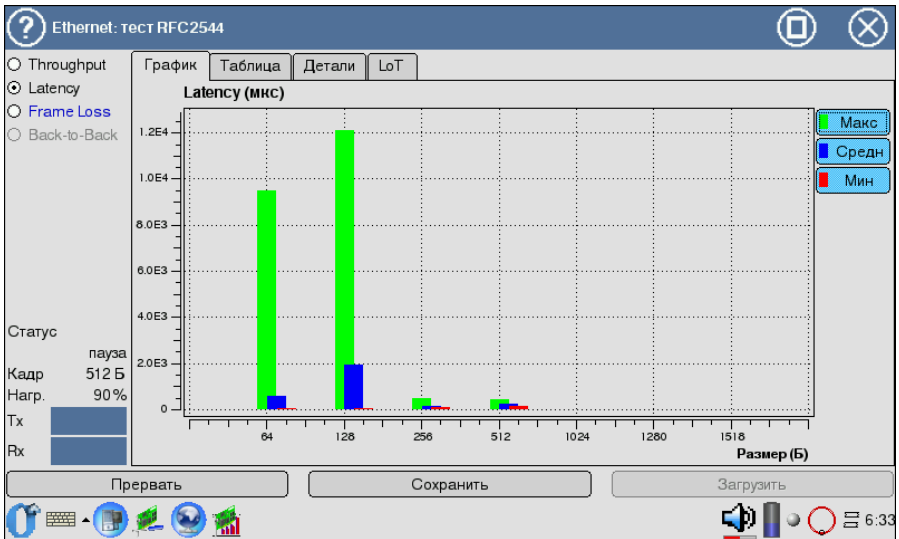 Ethernet: тест RFC2544
Throughput
Latency
Frame Loss
Back-to-Back
График Таблица Детали LoT
Latency (мкс)
1.2E4
1.0E4
8.0E3
6.0E3
4.0E3
2.0E3
0
64 128 256 512 1024 1280 1518
Размер (Б)
Макс
Средн
Мин
Статус
пауза
Кадр 512 Б
Нагр. 90%
Tx
Rx
Прервать Сохранить Загрузить
6:33